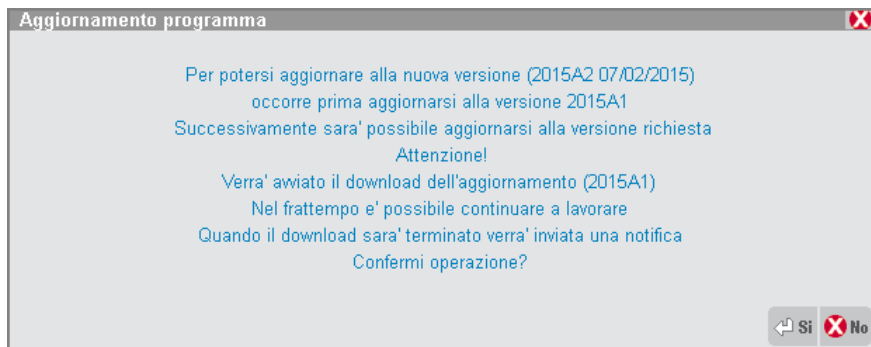 Aggiornamento programma
Per potersi aggiornare alla nuova versione (2015A2 07/02/2015)
occorre prima aggiornarsi alla versione 2015A1
Successivamente sara' possibile aggiornarsi alla versione richiesta
Attenzione!
Verra' avviato il download dell'aggiornamento (2015A1)
Nel frattempo e' possibile continuare a lavorare
Quando il download sara' terminato verra' inviata una notifica
Confermi operazione?
Si No